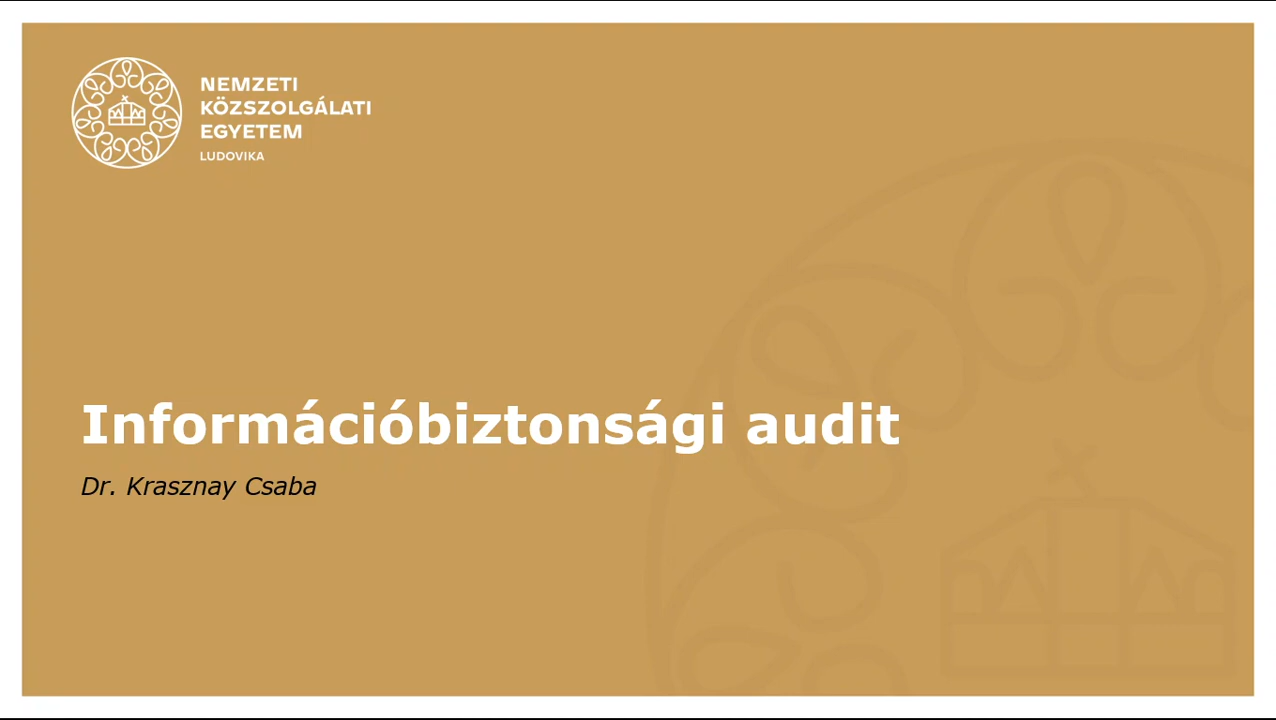 NEMZETI
KÖZSZOLGÁLATI
EGYETEM
LUDOVIKA
Információbiztonsági audit
Dr. Krasznay Csaba